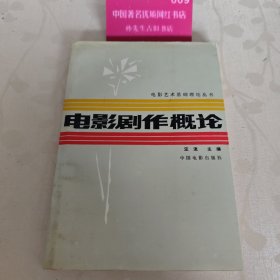 009
中国著名优质网红书店
孙先生古旧书店
电影艺术基础理论丛书
电影剧作概论
汪流 主编
中国电影出版社